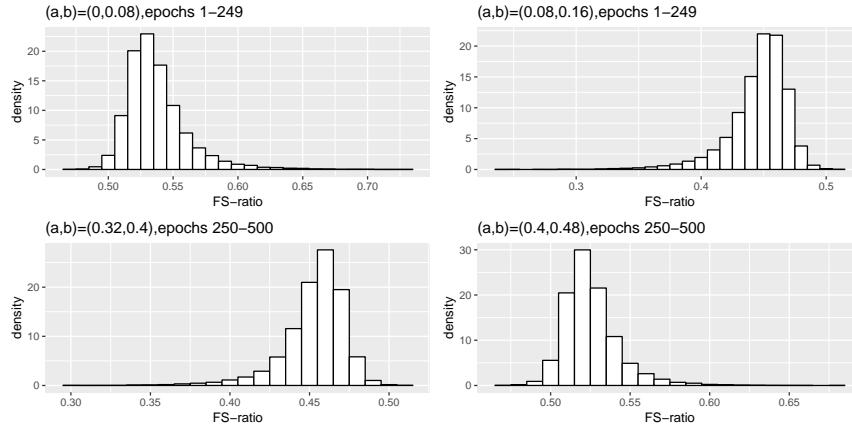 (a,b)=(0,0.08),epochs 1−249
density
20
15
10
5
0
0.50 0.55 0.60 0.65 0.70
FS−ratio
(a,b)=(0.08,0.16),epochs 1−249
density
20
15
10
5
0
0.3 0.4 0.5
FS−ratio
(a,b)=(0.32,0.4),epochs 250−500
density
20
10
0
0.30 0.35 0.40 0.45 0.50
FS−ratio
(a,b)=(0.4,0.48),epochs 250−500
density
30
20
10
0
0.50 0.55 0.60 0.65
FS−ratio